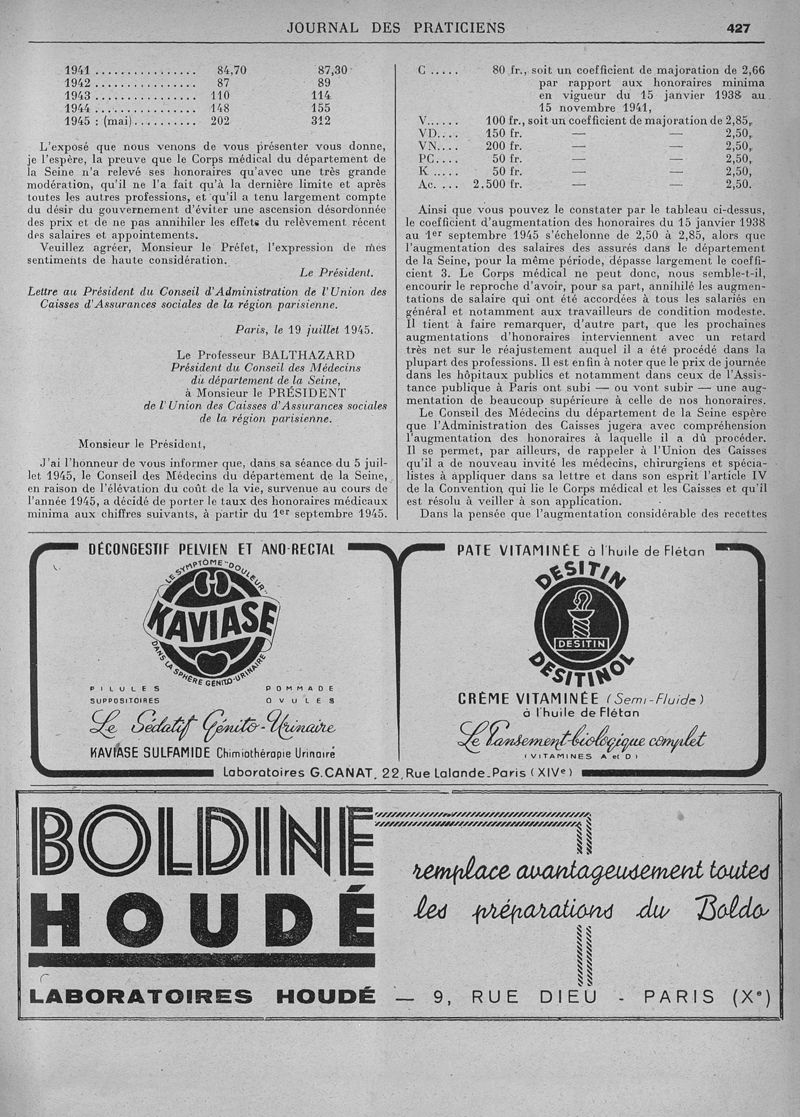 JOURNAL DES PRATICIENS 427
1941 ................ 84,70 87,30
1942 ................ 87 89
1943 ................ 110 114
1944 ................ 148 155
1945 : (mai).......... 202 312
L'exposé que nous venons de vous présenter vous donne,
je l'espère, la preuve que le Corps médical du département de
la Seine n'a relevé ses honoraires qu'avec une très grande
modération, qu'il ne l'a fait qu'à la dernière limite et après
toutes les autres professions, et qu'il a tenu largement compte
du désir du gouvernement d'éviter une ascension désordonnée
des prix et de ne pas annihiler les effets du relèvement récent
des salaires et appointements.
Veuillez agréer, Monsieur le Préfet, l'expression de mes
sentiments de haute considération.
Le Président.
Lettre au Président du Conseil d'Administration de l'Union des
Caisses d'Assurances sociales de la région parisienne.
Paris, le 19 juillet 1945.
Le Professeur BALTHAZARD
Président du Conseil des Médecins
du département de la Seine,
à Monsieur le PRÉSIDENT
de l'Union des Caisses d'Assurances sociales
de la région parisienne.
Monsieur le Président,
J'ai l'honneur de vous informer que, dans sa séance du 5 juil-
let 1945, le Conseil des Médecins du département de la Seine,
en raison de l'élévation du coût de la vie, survenue au cours de
l'année 1945, a décidé de porter le taux des honoraires médicaux
minima aux chiffres suivants, à partir du 1er septembre 1945.
C ..... 80 fr., soit un coefficient de majoration de 2,66
par rapport aux honoraires minima
en vigueur du 15 janvier 1938 au
15 novembre 1941,
V...... 100 fr., soit un coefficient de majoration de 2,85,
VD.... 150 fr. — — 2,50,
VN.... 200 fr. — — 2,50,
PC.... 50 fr. — — 2,50,
K ..... 50 fr. — — 2,50,
Ac. .... 2.500 fr. — — 2,50.
Ainsi que vous pouvez le constater par le tableau ci-dessus,
le coefficient d'augmentation des honoraires du 15 janvier 1938
au 1er septembre 1945 s'échelonne de 2,50 à 2,85, alors que
l'augmentation des salaires des assurés dans le département
de la Seine, pour la même période, dépasse largement le coeffi-
cient 3. Le Corps médical ne peut donc, nous semble-t-il,
encourir le reproche d'avoir, pour sa part, annihilé les augmen-
tations de salaire qui ont été accordées à tous les salariés en
général et notamment aux travailleurs de condition modeste.
Il tient à faire remarquer, d'autre part, que les prochaines
augmentations d'honoraires interviennent avec un retard
très net sur le réajustement auquel il a été procédé dans la
plupart des professions. Il est enfin à noter que le prix de journée
dans les hôpitaux publics et notamment dans ceux de l'Assis-
tance publique à Paris ont subi — ou vont subir — une aug-
mentation de beaucoup supérieure à celle de nos honoraires.
Le Conseil des Médecins du département de la Seine espère
que l'Administration des Caisses jugera avec compréhension
l'augmentation des honoraires à laquelle il a dû procéder.
Il se permet, par ailleurs, de rappeler à l'Union des Caisses
qu'il a de nouveau invité les médecins, chirurgiens et spécia-
listes à appliquer dans sa lettre et dans son esprit l'article IV
de la Convention qui lie le Corps médical et les Caisses et qu'il
est résolu à veiller à son application.
Dans la pensée que l'augmentation considérable des recettes
DÉCONGESTIF PELVIEN ET ANO-RECTAL
LE SYMPTÔME "DOULEUR"
KAVIASE
DANS LA SPHÈRE GÉNITO-URINAIRE
PILULES POMMADE
SUPPOSITOIRES OVULES
Le Sédatif Génito-Urinaire
KAVIASE SULFAMIDE Chimiothérapie Urinaire
PATE VITAMINÉE à l'huile de Flétan
DESITIN
DESITIN
DESITINOL
CRÈME VITAMINÉE (Semi-Fluide)
à l'huile de Flétan
Le Pansement biologique complet
(VITAMINES A et D)
Laboratoires G.CANAT, 22, Rue Lalande_Paris (XIVe)
BOLDINE
HOUDÉ
remplace avantageusement toutes
les préparations du Boldo
LABORATOIRES HOUDÉ — 9, RUE DIEU - PARIS (Xe)